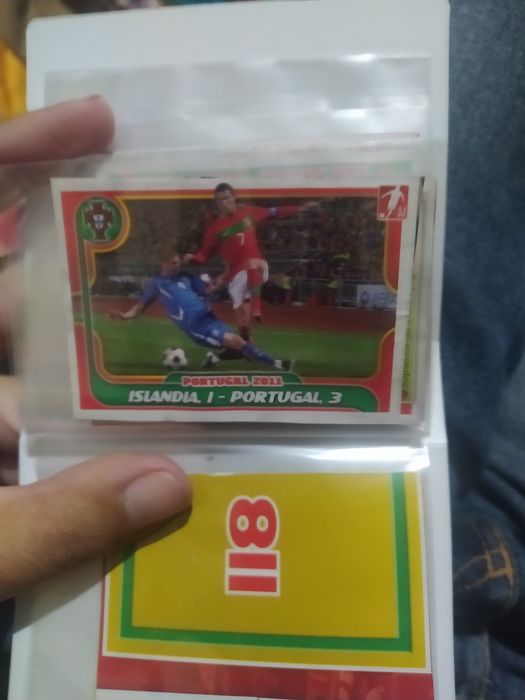 7
PORTUGAL 2011
ISLANDIA, 1 - PORTUGAL, 3
118